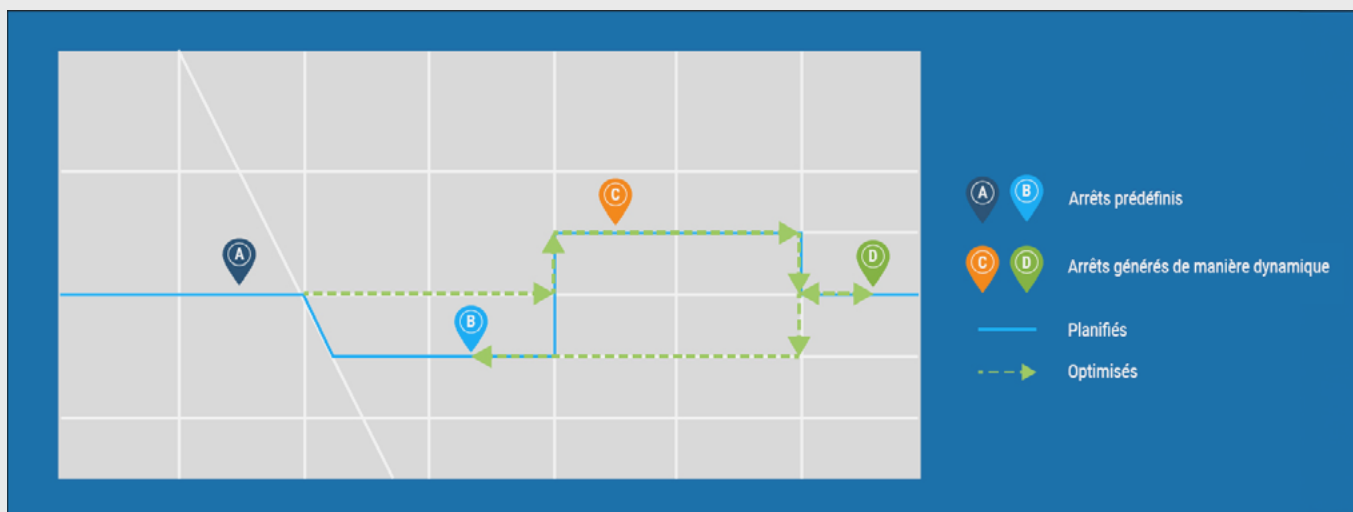 C
A
D
B
A B Arrêts prédéfinis
C D Arrêts générés de manière dynamique
Planifiés
Optimisés